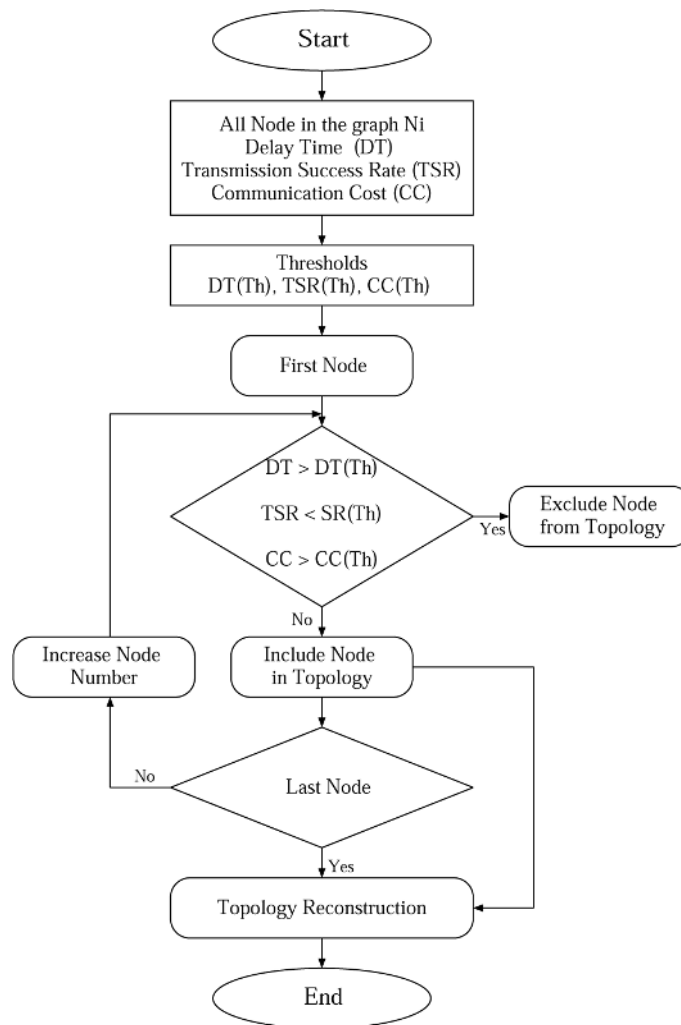 Start
All Node in the graph Ni
Delay Time (DT)
Transmission Success Rate (TSR)
Communication Cost (CC)
Thresholds
DT(Th), TSR(Th), CC(Th)
First Node
DT > DT(Th)
TSR < SR(Th)
CC > CC(Th)
Yes
Exclude Node
from Topology
No
Increase Node
Number
Include Node
in Topology
No
Last Node
Yes
Topology Reconstruction
End